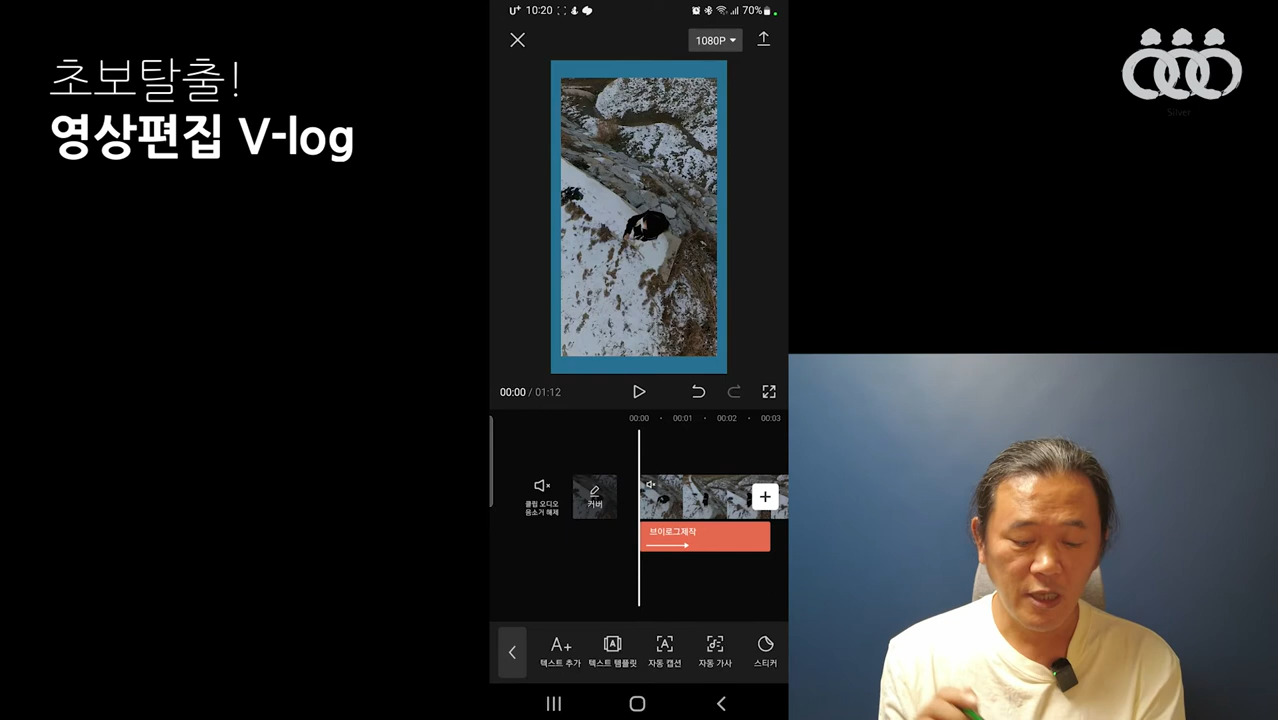 초보탈출!
영상편집 V-log
Silver
U+ 10:20
70%
1080P
00:00 / 01:12
00:00 00:01 00:02 00:03
클립 오디오
음소거 해제
커버
브이로그제작
A+
텍스트 추가 텍스트 템플릿 자동 캡션 자동 가사 스티커